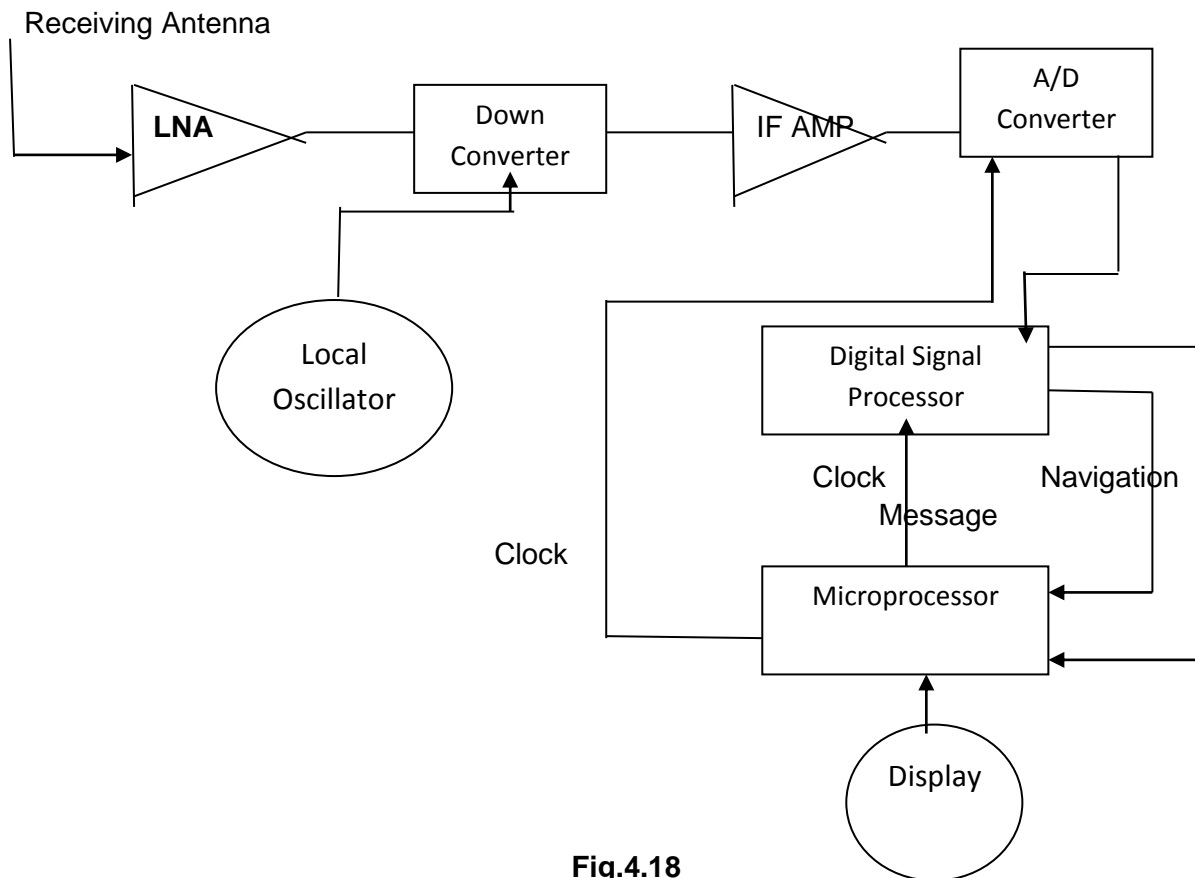 Receiving Antenna
LNA
Down
Converter
IF AMP
A/D
Converter
Local
Oscillator
Digital Signal
Processor
Clock
Navigation
Message
Clock
Microprocessor
Display
Fig.4.18